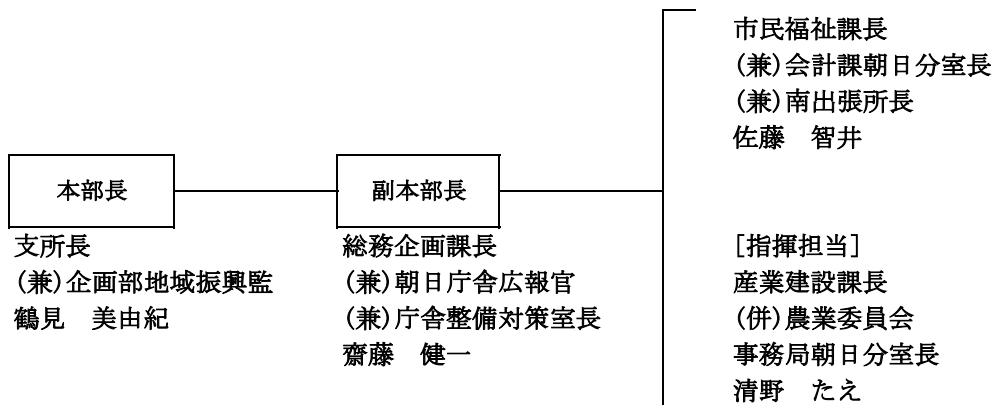 本部長
支所長
(兼)企画部地域振興監
鶴見　美由紀
副本部長
総務企画課長
(兼)朝日庁舎広報官
(兼)庁舎整備対策室長
齋藤　健一
市民福祉課長
(兼)会計課朝日分室長
(兼)南出張所長
佐藤　智井
[指揮担当]
産業建設課長
(併)農業委員会
事務局朝日分室長
清野　たえ